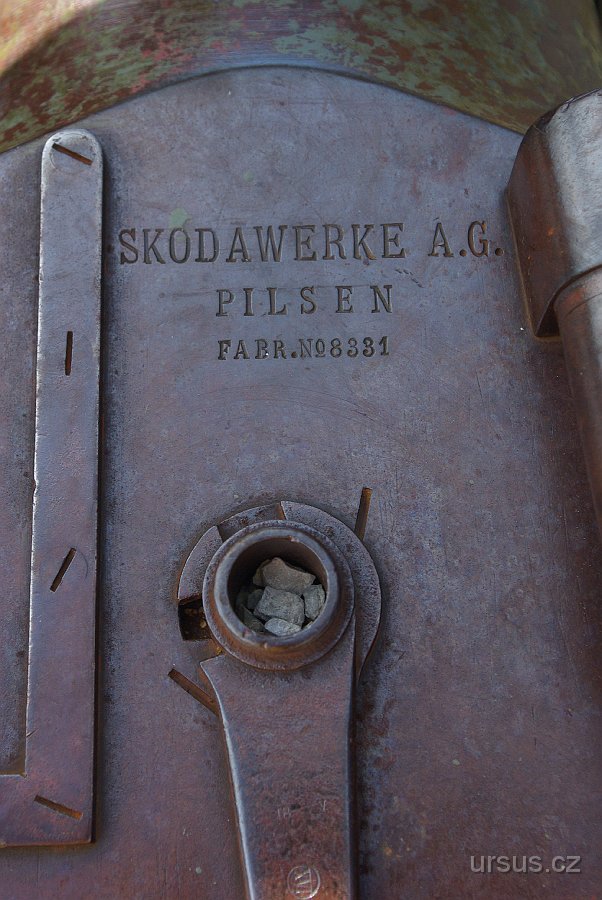 SKODAWERKE A.G.
PILSEN
FABR.No8331
ursus.cz